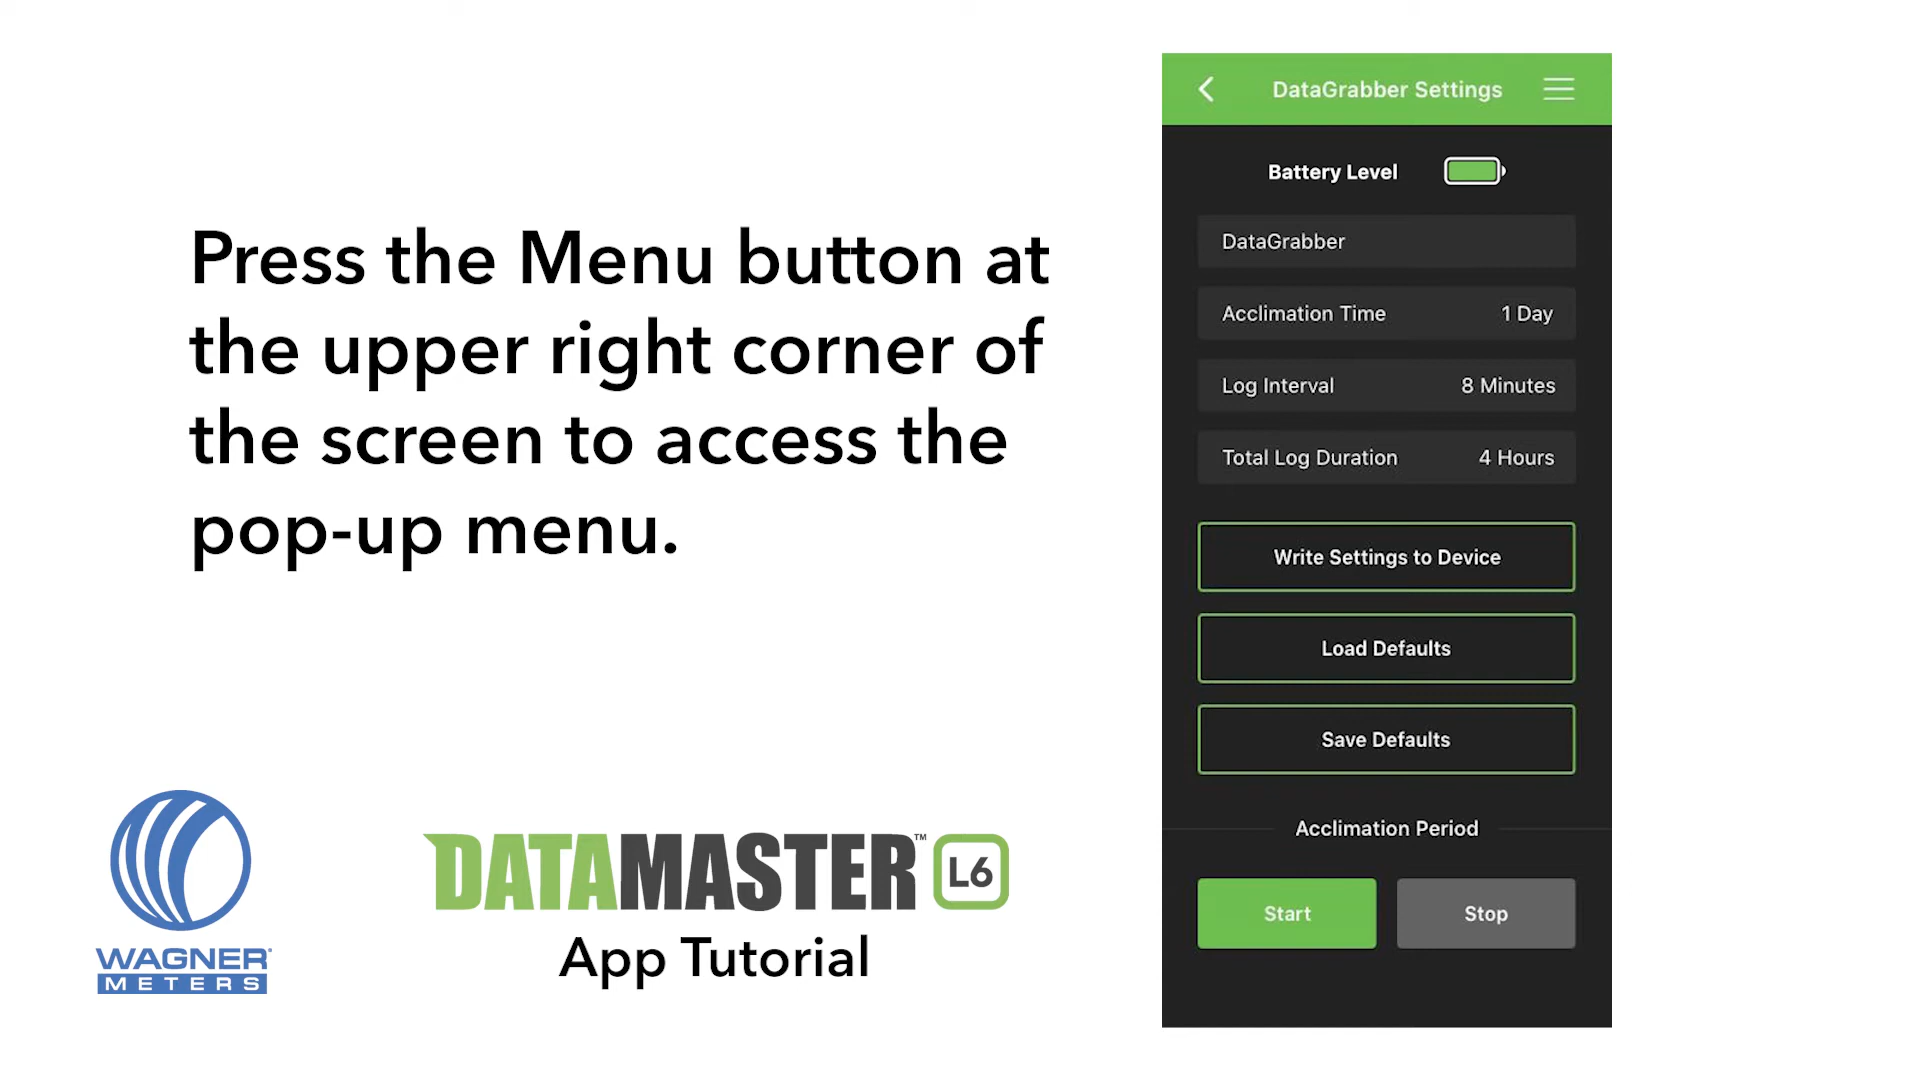 Press the Menu button at
the upper right corner of
the screen to access the
pop-up menu.
WAGNER®
METERS
DATAMASTER™ L6
App Tutorial
DataGrabber Settings
Battery Level
DataGrabber
Acclimation Time 1 Day
Log Interval 8 Minutes
Total Log Duration 4 Hours
Write Settings to Device
Load Defaults
Save Defaults
Acclimation Period
Start Stop